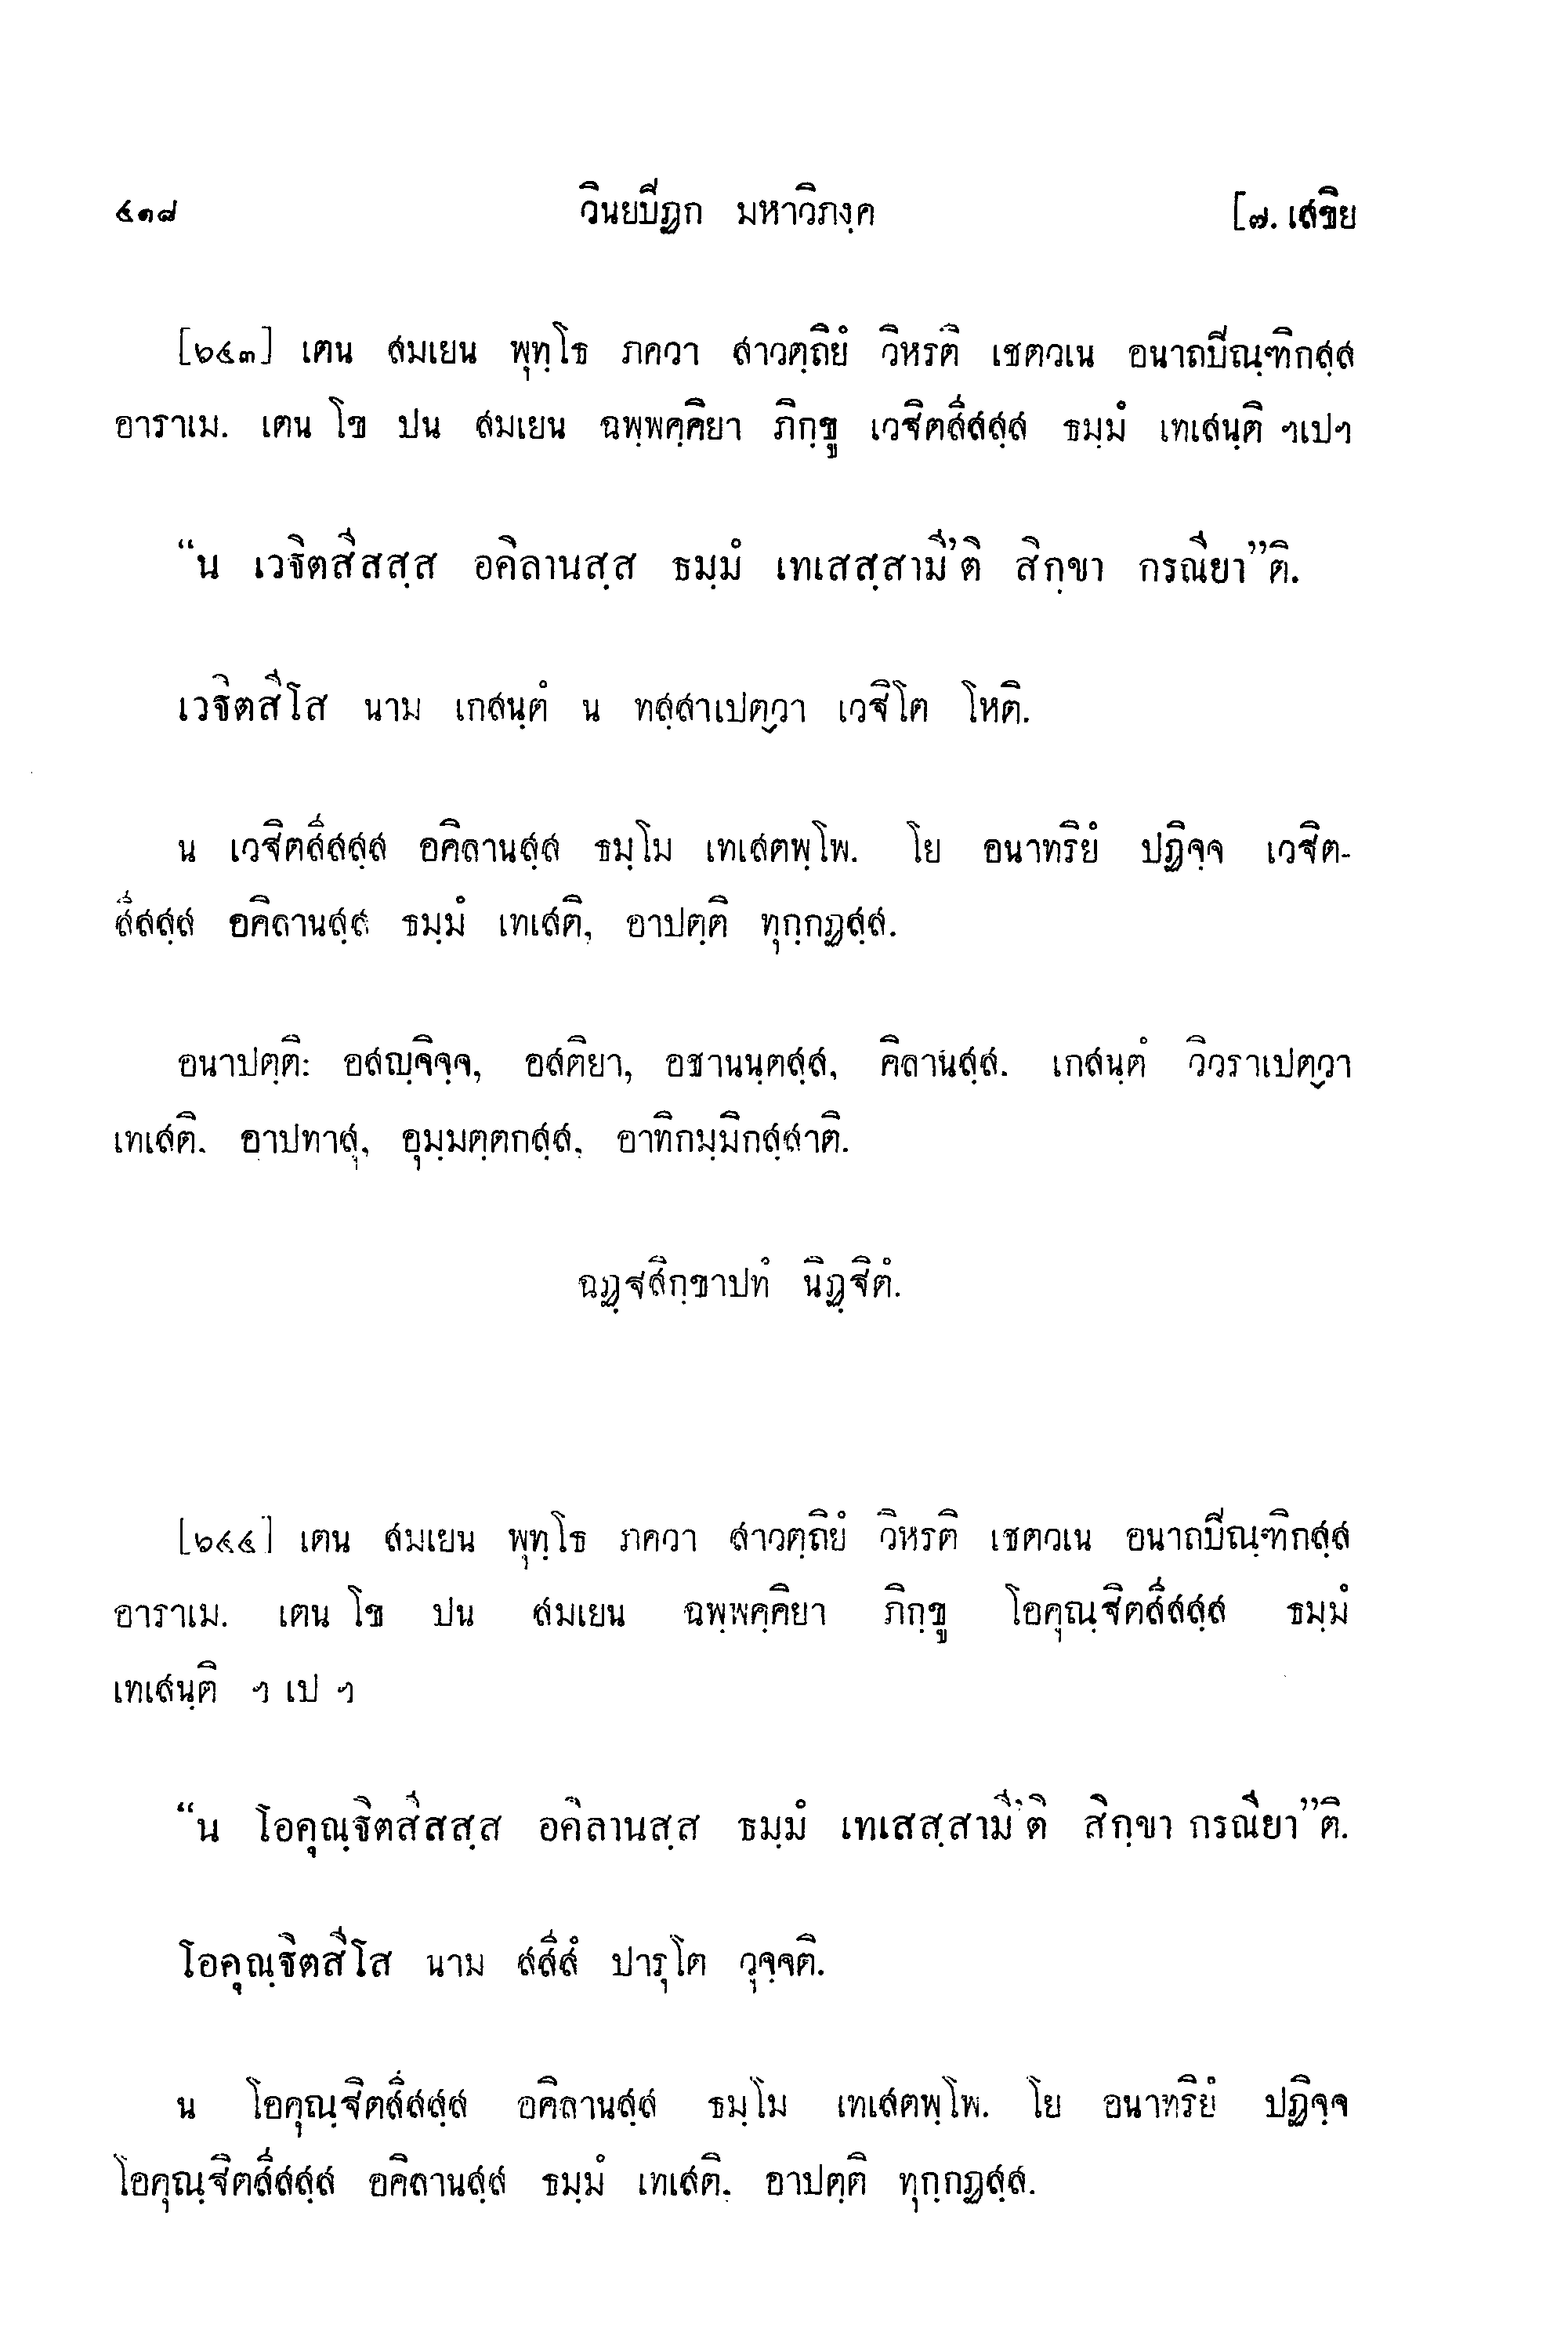 ๔๑๘ วินยปิฏก มหาวิภงฺค [๗. เสขิย
[๖๔๓] เตน สมเยน พุทฺโธ ภควา สาวตฺถิยํ วิหรติ เชตวเน อนาถปิณฺฑิกสฺส
อาราเม. เตน โข ปน สมเยน ฉพฺพคฺคิยา ภิกฺขู เวฐิตสีสสฺส ธมฺมํ เทเสนฺติ ฯเปฯ
“น เวฐิตสีสสฺส อคิลานสฺส ธมฺมํ เทเสสฺสามี’ติ สิกฺขา กรณียา”ติ.
เวฐิตสีโส นาม เกสนฺตํ น ทสฺสาเปตฺวา เวฐิโต โหติ.
น เวฐิตสีสสฺส อคิลานสฺส ธมฺโม เทเสตพฺโพ. โย อนาทริยํ ปฏิจฺจ เวฐิต-
สีสสฺส อคิลานสฺส ธมฺมํ เทเสติ, อาปตฺติ ทุกฺกฏสฺส.
อนาปตฺติ: อสญฺจิจฺจ, อสติยา, อชานนฺตสฺส, คิลานสฺส. เกสนฺตํ วิวราเปตฺวา
เทเสติ. อาปทาสุ, อุมฺมตฺตกสฺส, อาทิกมฺมิกสฺสาติ.
ฉฏฺฐสิกฺขาปทํ นิฏฺฐิตํ.
[๖๔๔] เตน สมเยน พุทฺโธ ภควา สาวตฺถิยํ วิหรติ เชตวเน อนาถปิณฺฑิกสฺส
อาราเม. เตน โข ปน สมเยน ฉพฺพคฺคิยา ภิกฺขู โอคุณฺฐิตสีสสฺส ธมฺมํ
เทเสนฺติ ฯ เป ฯ
“น โอคุณฺฐิตสีสสฺส อคิลานสฺส ธมฺมํ เทเสสฺสามี’ติ สิกฺขา กรณียา”ติ.
โอคุณฺฐิตสีโส นาม สสีสํ ปารุโต วุจฺจติ.
น โอคุณฺฐิตสีสสฺส อคิลานสฺส ธมฺโม เทเสตพฺโพ. โย อนาทริยํ ปฏิจฺจ
โอคุณฺฐิตสีสสฺส อคิลานสฺส ธมฺมํ เทเสติ, อาปตฺติ ทุกฺกฏสฺส.